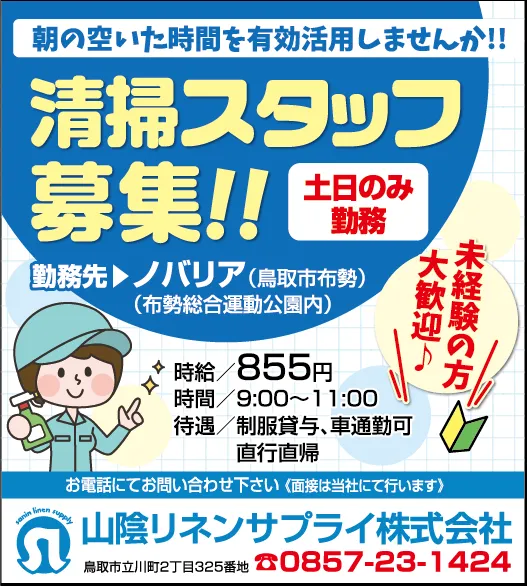 朝の空いた時間を有効活用しませんか!!
清掃スタッフ
募集!!
土日のみ
勤務
勤務先▶ノバリア(鳥取市布勢)
(布勢総合運動公園内)
未経験の方
大歓迎♪
時給/855円
時間/9:00〜11:00
待遇/制服貸与、車通勤可
直行直帰
お電話にてお問い合わせ下さい《面接は当社にて行います》
sanin linen supply
山陰リネンサプライ株式会社
鳥取市立川町2丁目325番地 ☎0857-23-1424